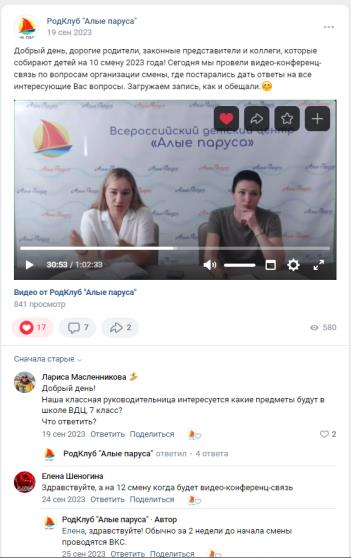 РодКлуб "Алые паруса"
19 сен 2023
Добрый день, дорогие родители, законные представители и коллеги, которые
собирают детей на 10 смену 2023 года! Сегодня мы провели видео-конференц-
связь по вопросам организации смены, где постарались дать ответы на все
интересующие Вас вопросы. Загружаем запись, как и обещали.😊
Всероссийский детский центр
«Алые паруса»
30:53 / 1:02:33
Видео от РодКлуб "Алые паруса"
841 просмотр
17
7
2
580
Сначала старые
Лариса Масленникова
Добрый день!
Наша классная руководительница интересуется какие предметы будут в
школе ВДЦ, 7 класс?
Что ответить?
19 сен 2023 Ответить Поделиться
2
РодКлуб "Алые паруса" ответил · 4 ответа
Елена Шеногина
Здравствуйте, а на 12 смену когда будет видео-конференц-связь
24 сен 2023 Ответить Поделиться
РодКлуб "Алые паруса" · Автор
Елена, здравствуйте! Обычно за 2 недели до начала смены
проводятся ВКС.
25 сен 2023 Ответить Поделиться